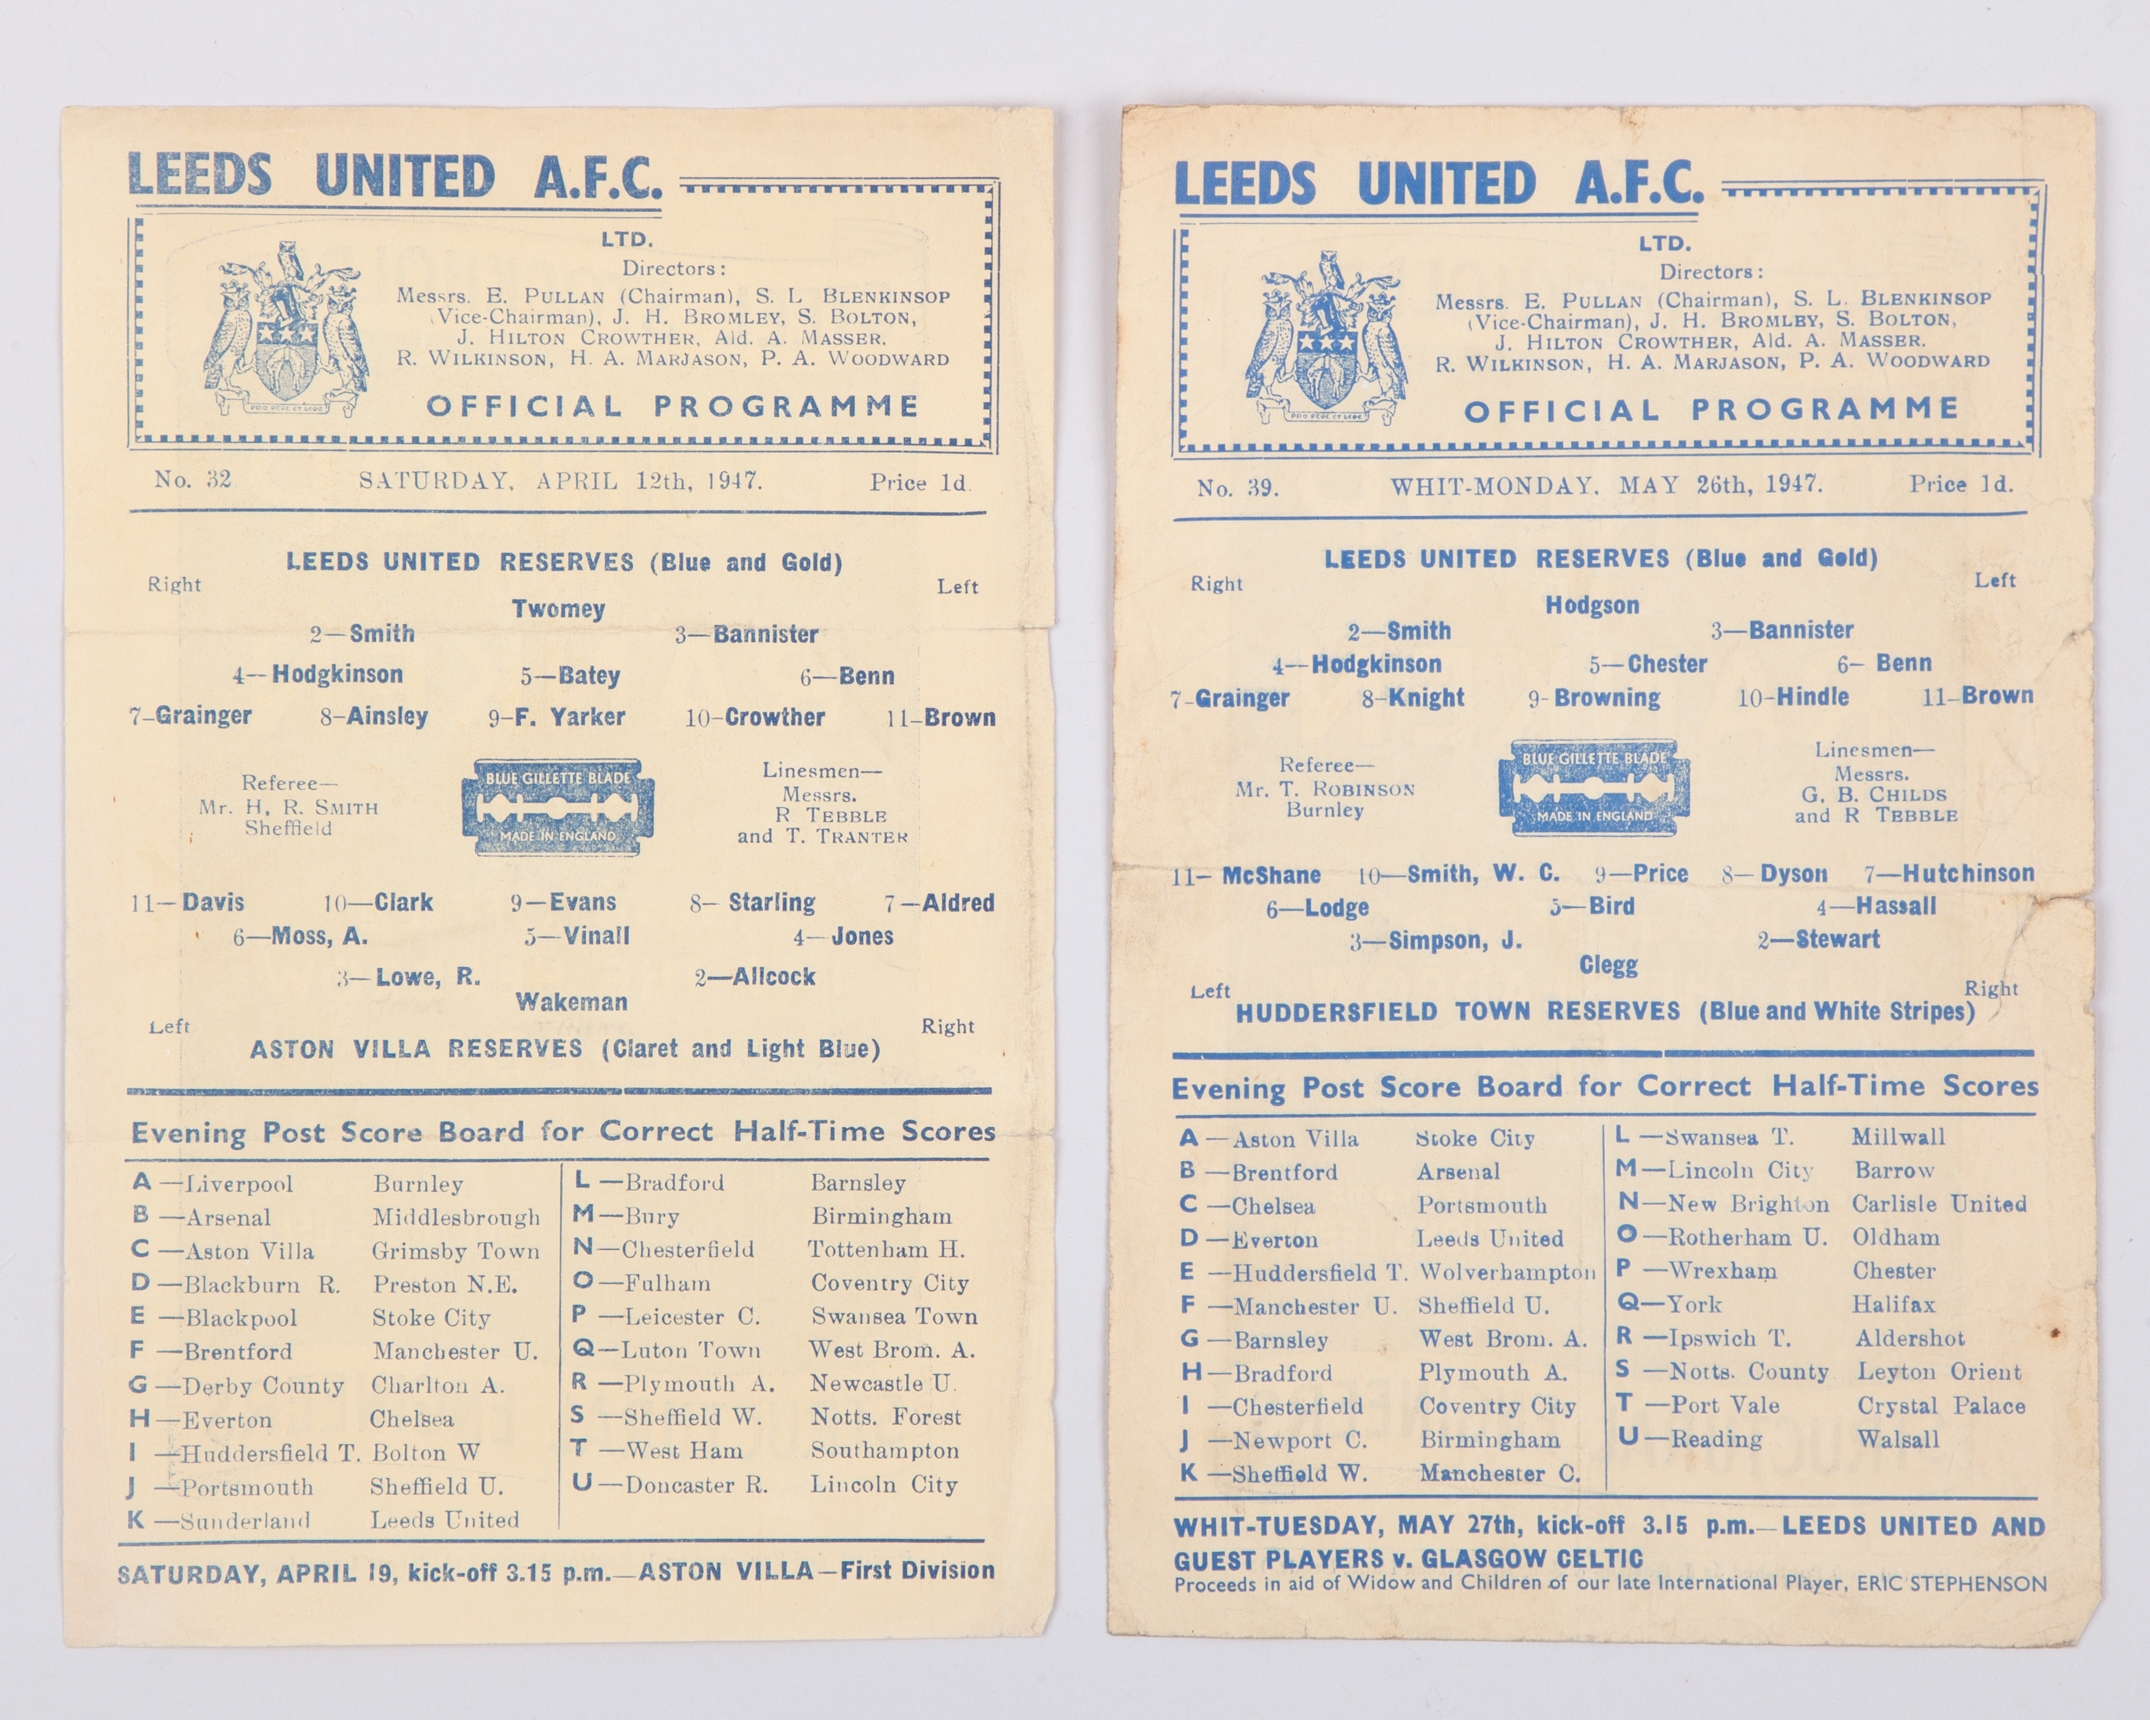 LEEDS UNITED A.F.C.
LTD.
Directors:
Messrs. E. PULLAN (Chairman), S. L BLENKINSOP
(Vice-Chairman), J. H. BROMLEY, S. BOLTON,
J. HILTON CROWTHER, Ald. A. MASSER.
R. WILKINSON, H. A. MARJASON, P. A. WOODWARD
PRO REGE ET LEGE
OFFICIAL PROGRAMME
No. 32. SATURDAY, APRIL 12th, 1947. Price 1d.
LEEDS UNITED RESERVES (Blue and Gold)
Right Left
Twomey
2—Smith 3—Bannister
4—Hodgkinson 5—Batey 6—Benn
7-Grainger 8-Ainsley 9-F. Yarker 10-Crowther 11-Brown
Referee—
Mr. H, R. SMITH
Sheffield
BLUE GILLETTE BLADE
MADE IN ENGLAND
Linesmen—
Messrs.
R TEBBLE
and T. TRANTER
11—Davis 10—Clark 9—Evans 8—Starling 7—Aldred
6—Moss, A. 5—Vinall 4—Jones
3—Lowe, R. 2—Allcock
Wakeman
Left Right
ASTON VILLA RESERVES (Claret and Light Blue)
Evening Post Score Board for Correct Half-Time Scores
A—Liverpool Burnley
B—Arsenal Middlesbrough
C—Aston Villa Grimsby Town
D—Blackburn R. Preston N.E.
E—Blackpool Stoke City
F—Brentford Manchester U.
G—Derby County Charlton A.
H—Everton Chelsea
I—Huddersfield T. Bolton W
J—Portsmouth Sheffield U.
K—Sunderland Leeds United
L—Bradford Barnsley
M—Bury Birmingham
N—Chesterfield Tottenham H.
O—Fulham Coventry City
P—Leicester C. Swansea Town
Q—Luton Town West Brom. A.
R—Plymouth A. Newcastle U.
S—Sheffield W. Notts. Forest
T—West Ham Southampton
U—Doncaster R. Lincoln City
SATURDAY, APRIL 19, kick-off 3.15 p.m.—ASTON VILLA—First Division
LEEDS UNITED A.F.C.
LTD.
Directors:
Messrs. E. PULLAN (Chairman), S. L. BLENKINSOP
(Vice-Chairman), J. H. BROMLEY, S. BOLTON,
J. HILTON CROWTHER, Ald. A. MASSER.
R. WILKINSON, H. A. MARJASON, P. A. WOODWARD
PRO REGE ET LEGE
OFFICIAL PROGRAMME
No. 39. WHIT-MONDAY, MAY 26th, 1947. Price 1d.
LEEDS UNITED RESERVES (Blue and Gold)
Right Left
Hodgson
2—Smith 3—Bannister
4—Hodgkinson 5—Chester 6—Benn
7-Grainger 8-Knight 9-Browning 10-Hindle 11-Brown
Referee—
Mr. T. ROBINSON
Burnley
BLUE GILLETTE BLADE
MADE IN ENGLAND
Linesmen—
Messrs.
G. B. CHILDS
and R TEBBLE
11—McShane 10—Smith, W. C. 9—Price 8—Dyson 7—Hutchinson
6—Lodge 5—Bird 4—Hassall
3—Simpson, J. 2—Stewart
Clegg
Left Right
HUDDERSFIELD TOWN RESERVES (Blue and White Stripes)
Evening Post Score Board for Correct Half-Time Scores
A—Aston Villa Stoke City
B—Brentford Arsenal
C—Chelsea Portsmouth
D—Everton Leeds United
E—Huddersfield T. Wolverhampton
F—Manchester U. Sheffield U.
G—Barnsley West Brom. A.
H—Bradford Plymouth A.
I—Chesterfield Coventry City
J—Newport C. Birmingham
K—Sheffield W. Manchester C.
L—Swansea T. Millwall
M—Lincoln City Barrow
N—New Brighton Carlisle United
O—Rotherham U. Oldham
P—Wrexham Chester
Q—York Halifax
R—Ipswich T. Aldershot
S—Notts. County Leyton Orient
T—Port Vale Crystal Palace
U—Reading Walsall
WHIT-TUESDAY, MAY 27th, kick-off 3.15 p.m.—LEEDS UNITED AND
GUEST PLAYERS v. GLASGOW CELTIC
Proceeds in aid of Widow and Children of our late International Player, ERIC STEPHENSON